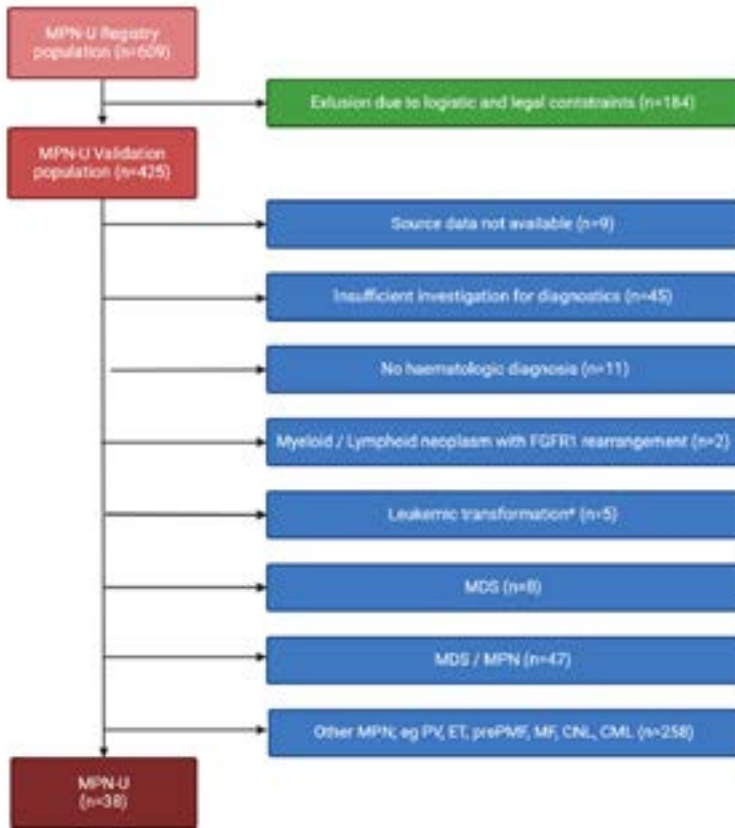 MPN-U Registry
population (n=609)
Exlusion due to logistic and legal contstraints (n=184)
MPN-U Validation
population (n=425)
Source data not available (n=9)
Insufficient investigation for diagnostics (n=45)
No haematologic diagnosis (n=11)
Myeloid / Lymphoid neoplasm with FGFR1 rearrangement (n=2)
Leukemic transformation* (n=5)
MDS (n=8)
MDS / MPN (n=47)
Other MPN; eg PV, ET, prePMF, MF, CNL, CML (n=258)
MPN-U
(n=38)